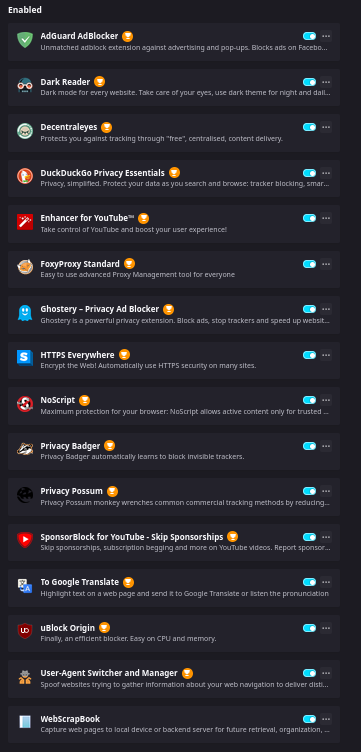 Enabled
AdGuard AdBlocker
Unmatched adblock extension against advertising and pop-ups. Blocks ads on Facebo...
Dark Reader
Dark mode for every website. Take care of your eyes, use dark theme for night and dail...
Decentraleyes
Protects you against tracking through "free", centralised, content delivery.
DuckDuckGo Privacy Essentials
Privacy, simplified. Protect your data as you search and browse: tracker blocking, smar...
Enhancer for YouTube™
Take control of YouTube and boost your user experience!
FoxyProxy Standard
Easy to use advanced Proxy Management tool for everyone
Ghostery – Privacy Ad Blocker
Ghostery is a powerful privacy extension. Block ads, stop trackers and speed up websit...
HTTPS Everywhere
Encrypt the Web! Automatically use HTTPS security on many sites.
NoScript
Maximum protection for your browser: NoScript allows active content only for trusted ...
Privacy Badger
Privacy Badger automatically learns to block invisible trackers.
Privacy Possum
Privacy Possum monkey wrenches common commercial tracking methods by reducing...
SponsorBlock for YouTube - Skip Sponsorships
Skip sponsorships, subscription begging and more on YouTube videos. Report sponsor...
To Google Translate
Highlight text on a web page and send it to Google Translate or listen the pronunciation
uBlock Origin
Finally, an efficient blocker. Easy on CPU and memory.
User-Agent Switcher and Manager
Spoof websites trying to gather information about your web navigation to deliver disti...
WebScrapBook
Capture web pages to local device or backend server for future retrieval, organization, ...